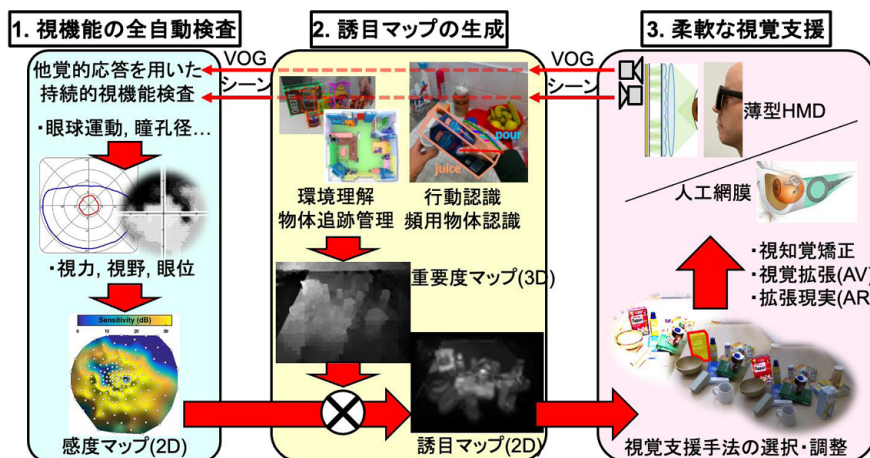 1. 視機能の全自動検査
他覚的応答を用いた
持続的視機能検査
・眼球運動, 瞳孔径…
・視力, 視野, 眼位
Sensitivity (dB)
0 10 20 30
感度マップ(2D)
VOG
シーン
2. 誘目マップの生成
pour
juice
環境理解
物体追跡管理
行動認識
頻用物体認識
重要度マップ(3D)
誘目マップ(2D)
VOG
シーン
3. 柔軟な視覚支援
薄型HMD
人工網膜
・視知覚矯正
・視覚拡張(AV)
・拡張現実(AR
視覚支援手法の選択・調整